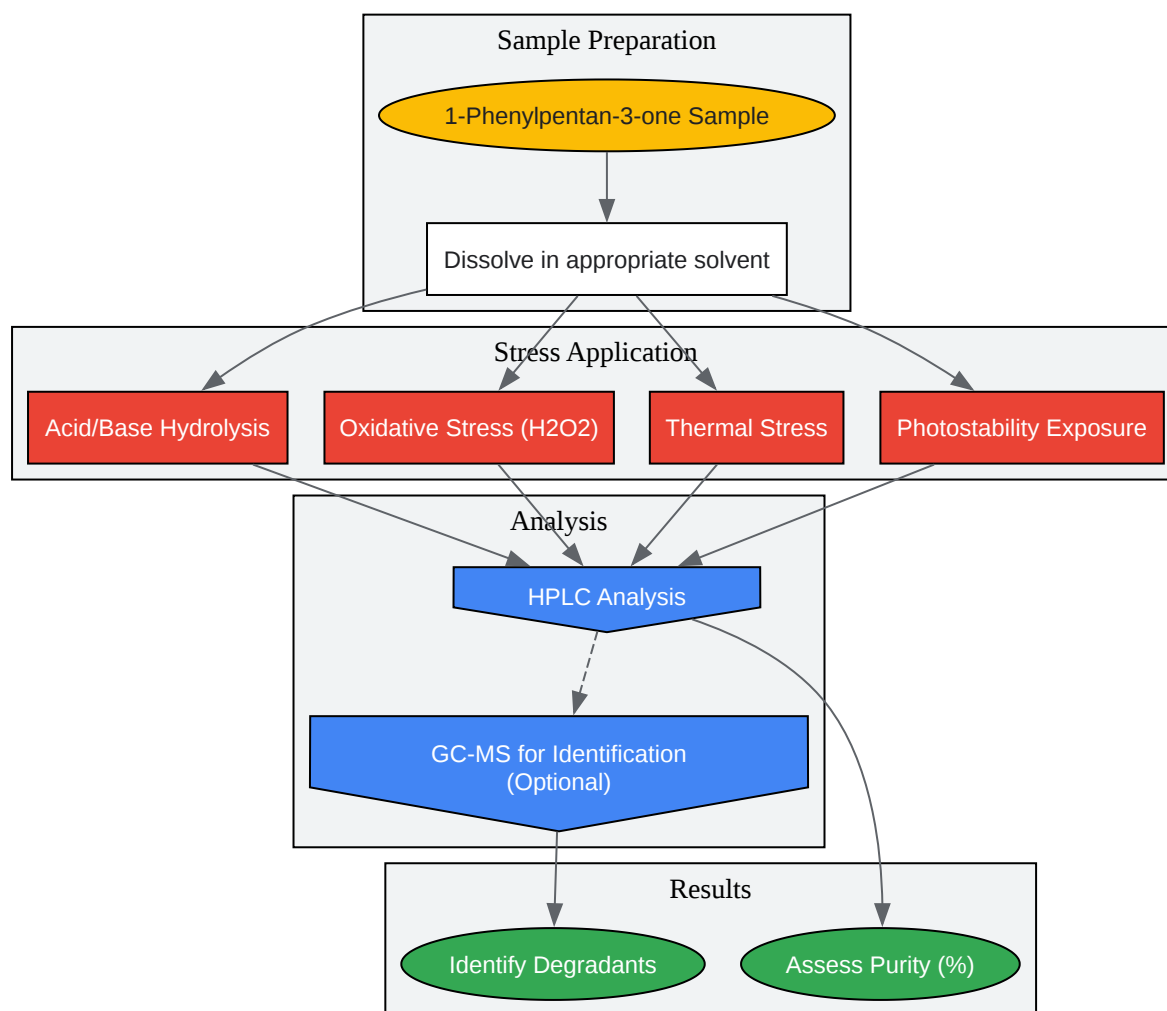 Sample Preparation
1-Phenylpentan-3-one Sample
Dissolve in appropriate solvent
Stress Application
Acid/Base Hydrolysis
Oxidative Stress (H2O2)
Thermal Stress
Photostability Exposure
Analysis
HPLC Analysis
GC-MS for Identification
(Optional)
Results
Identify Degradants
Assess Purity (%)